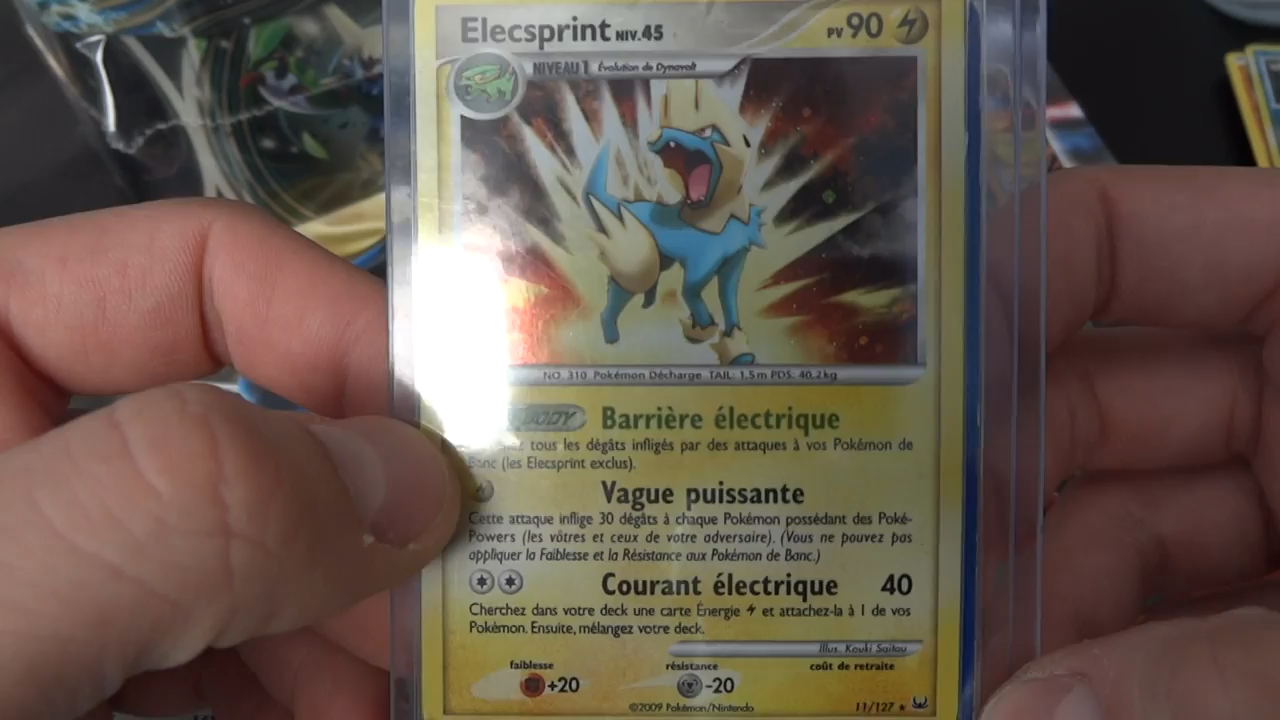 Elecsprint NIV.45 PV 90
NIVEAU 1 Évolution de Dynavolt
NO. 310 Pokémon Décharge TAIL: 1,5m PDS: 40,2kg
BODY Barrière électrique
tous les dégâts infligés par des attaques à vos Pokémon de
Banc (les Elecsprint exclus).
Vague puissante
Cette attaque inflige 30 dégâts à chaque Pokémon possédant des Poké-
Powers (les vôtres et ceux de votre adversaire). (Vous ne pouvez pas
appliquer la Faiblesse et la Résistance aux Pokémon de Banc.)
Courant électrique 40
Cherchez dans votre deck une carte Énergie et attachez-la à 1 de vos
Pokémon. Ensuite, mélangez votre deck.
Illus. Kouki Saitou
faiblesse résistance coût de retraite
+20 -20
©2009 Pokémon/Nintendo 11/127